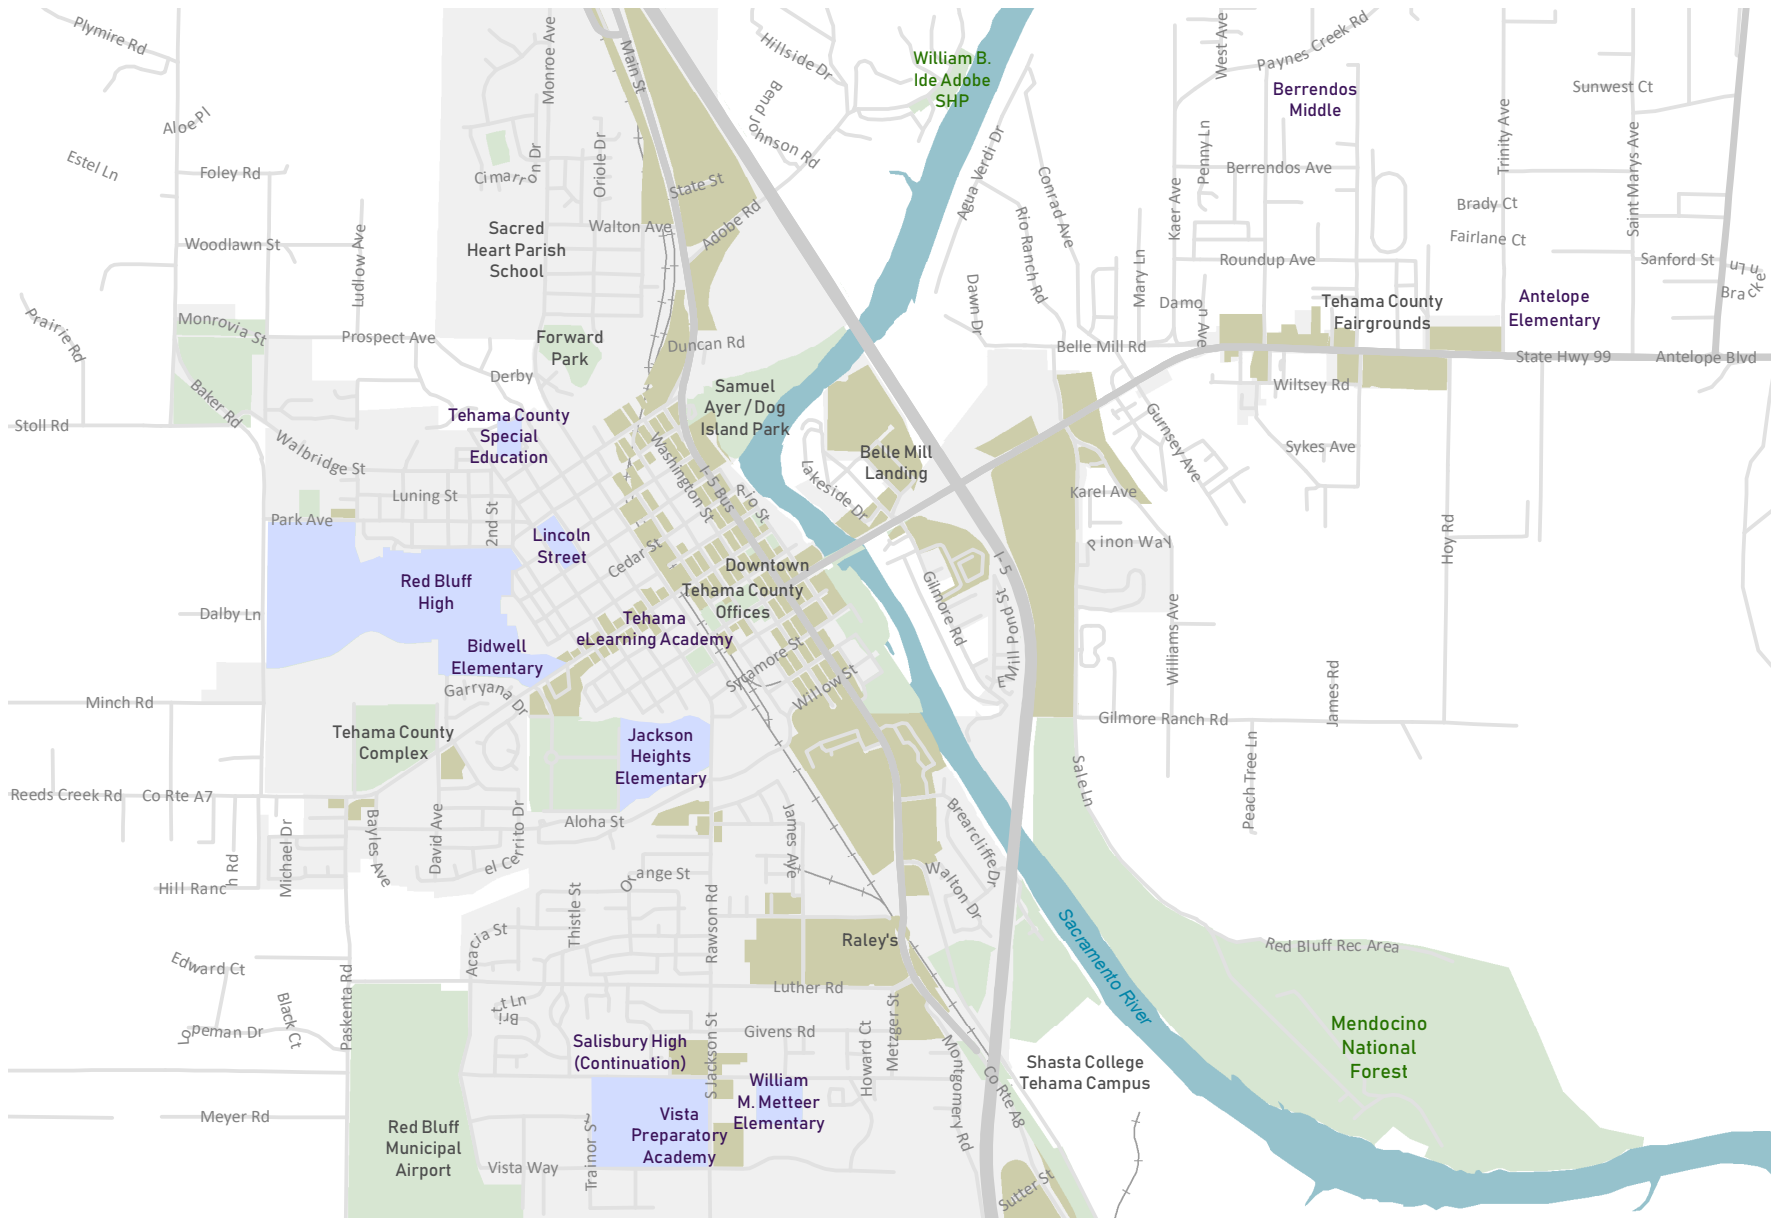 Plymire Rd
Monroe Ave
Main St
Hillside Dr
William B.
Ide Adobe
SHP
West Ave
Paynes Creek Rd
Berrendos
Middle
Sunwest Ct
Bend Johnson Rd
Aloe Pl
Estel Ln
Foley Rd
Cimarron Dr
Oriole Dr
State St
Agua Verdi Dr
Conrad Ave
Penny Ln
Berrendos Ave
Trinity Ave
Saint Marys Ave
Kaer Ave
Brady Ct
Fairlane Ct
Woodlawn St
Ludlow Ave
Sacred
Heart Parish
School
Walton Ave
Adobe Rd
Rio Ranch Rd
Mary Ln
Roundup Ave
Sanford St
Bracken Ln
Prairie Rd
Monrovia St
Prospect Ave
Forward
Park
Duncan Rd
Dawn Dr
Damon Ave
Belle Mill Rd
Tehama County
Fairgrounds
Antelope
Elementary
State Hwy 99
Antelope Blvd
Derby
Baker Rd
Samuel
Ayer / Dog
Island Park
Wiltsey Rd
Stoll Rd
Walbridge St
Tehama County
Special
Education
Washington St
I- 5 Bus
Rio St
Belle Mill
Landing
Lakeside Dr
Gurnsey Ave
Sykes Ave
Luning St
2nd St
Park Ave
Karel Ave
Lincoln
Street
Cedar St
Pinon Way
Hoy Rd
Red Bluff
High
Downtown
Tehama County
Offices
I- 5
Gilmore Rd
E Mill Pond St
Dalby Ln
Tehama
eLearning Academy
Bidwell
Elementary
Sycamore St
Willow St
Williams Ave
James Rd
Garryana Dr
Minch Rd
Gilmore Ranch Rd
Tehama County
Complex
Jackson
Heights
Elementary
Sale Ln
Peach Tree Ln
Reeds Creek Rd
Co Rte A7
Bayles Ave
David Ave
el Cerrito Dr
Aloha St
James Ave
Brearcliffe Dr
Michael Dr
Hill Ranch Rd
Orange St
Walton Dr
Thistle St
Rawson Rd
Acacia St
Raley's
Sacramento River
Red Bluff Rec Area
Edward Ct
Paskenta Rd
Black Ct
Lopeman Dr
Britt Ln
Luther Rd
Metzger St
Givens Rd
Howard Ct
Salisbury High
(Continuation)
S Jackson St
Montgomery Rd
Co Rte A8
Shasta College
Tehama Campus
Mendocino
National
Forest
William
M. Metteer
Elementary
Meyer Rd
Red Bluff
Municipal
Airport
Vista
Preparatory
Academy
Trainor St
Vista Way
Sutter St